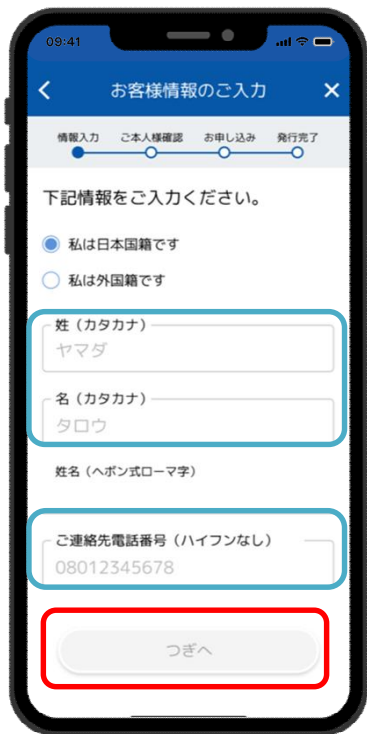 09:41
お客様情報のご入力
情報入力 ご本人様確認 お申し込み 発行完了
下記情報をご入力ください。
私は日本国籍です
私は外国籍です
姓（カタカナ）
ヤマダ
名（カタカナ）
タロウ
姓名（ヘボン式ローマ字）
ご連絡先電話番号（ハイフンなし）
08012345678
つぎへ